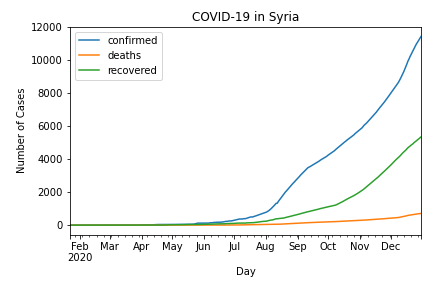 COVID-19 in Syria
12000
10000
8000
6000
4000
2000
0
Number of Cases
confirmed
deaths
recovered
Feb Mar Apr May Jun Jul Aug Sep Oct Nov Dec
2020
Day